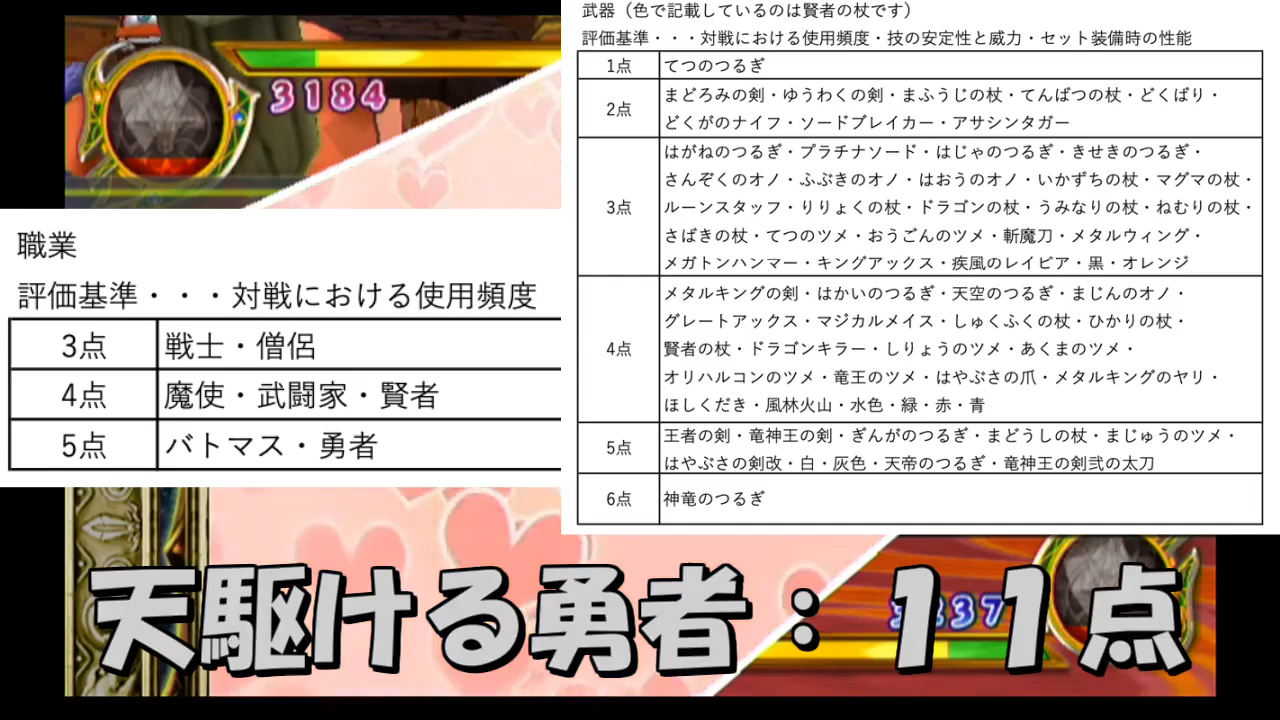 3184
職業
評価基準・・・対戦における使用頻度
3点 戦士・僧侶
4点 魔使・武闘家・賢者
5点 バトマス・勇者
武器（色で記載しているのは賢者の杖です）
評価基準・・・対戦における使用頻度・技の安定性と威力・セット装備時の性能
1点 てつのつるぎ
2点 まどろみの剣・ゆうわくの剣・まふうじの杖・てんばつの杖・どくばり・
どくがのナイフ・ソードブレイカー・アサシンタガー
3点 はがねのつるぎ・プラチナソード・はじゃのつるぎ・きせきのつるぎ・
さんぞくのオノ・ふぶきのオノ・はおうのオノ・いかずちの杖・マグマの杖・
ルーンスタッフ・りりょくの杖・ドラゴンの杖・うみなりの杖・ねむりの杖・
さばきの杖・てつのツメ・おうごんのツメ・斬魔刀・メタルウィング・
メガトンハンマー・キングアックス・疾風のレイピア・黒・オレンジ
4点 メタルキングの剣・はかいのつるぎ・天空のつるぎ・まじんのオノ・
グレートアックス・マジカルメイス・しゅくふくの杖・ひかりの杖・
賢者の杖・ドラゴンキラー・しりょうのツメ・あくまのツメ・
オリハルコンのツメ・竜王のツメ・はやぶさの爪・メタルキングのヤリ・
ほしくだき・風林火山・水色・緑・赤・青
5点 王者の剣・竜神王の剣・ぎんがのつるぎ・まどうしの杖・まじゅうのツメ・
はやぶさの剣改・白・灰色・天帝のつるぎ・竜神王の剣弐の太刀
6点 神竜のつるぎ
天駆ける勇者：１１点